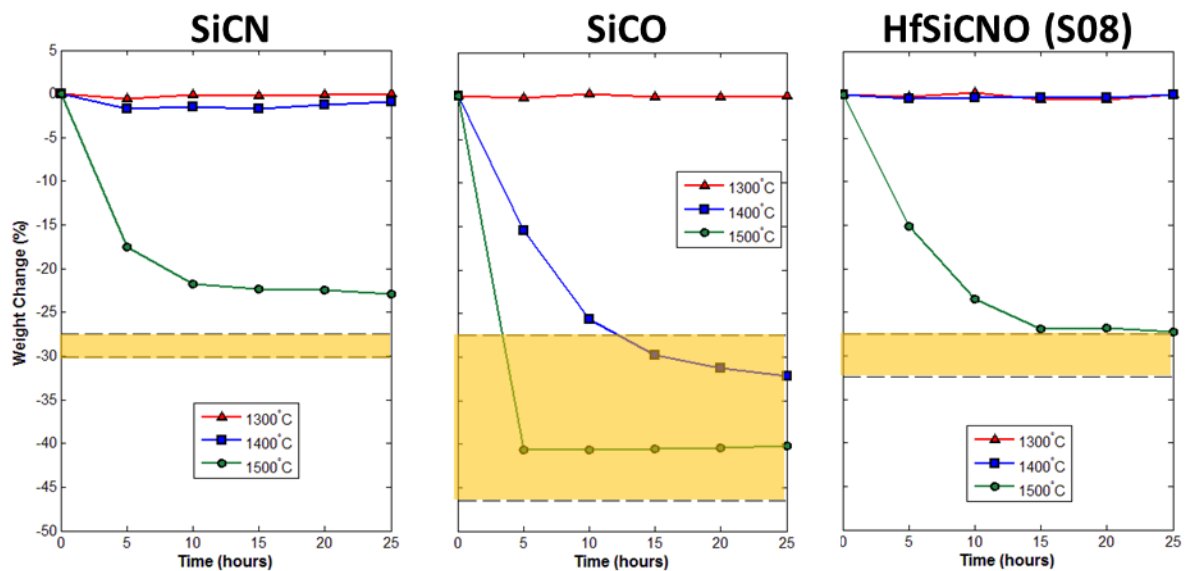 SiCN
SiCO
HfSiCNO (S08)
Weight Change (%)
5
0
-5
-10
-15
-20
-25
-30
-35
-40
-45
-50
1300°C
1400°C
1500°C
0 5 10 15 20 25
Time (hours)
1300°C
1400°C
1500°C
0 5 10 15 20 25
Time (hours)
1300°C
1400°C
1500°C
0 5 10 15 20 25
Time (hours)